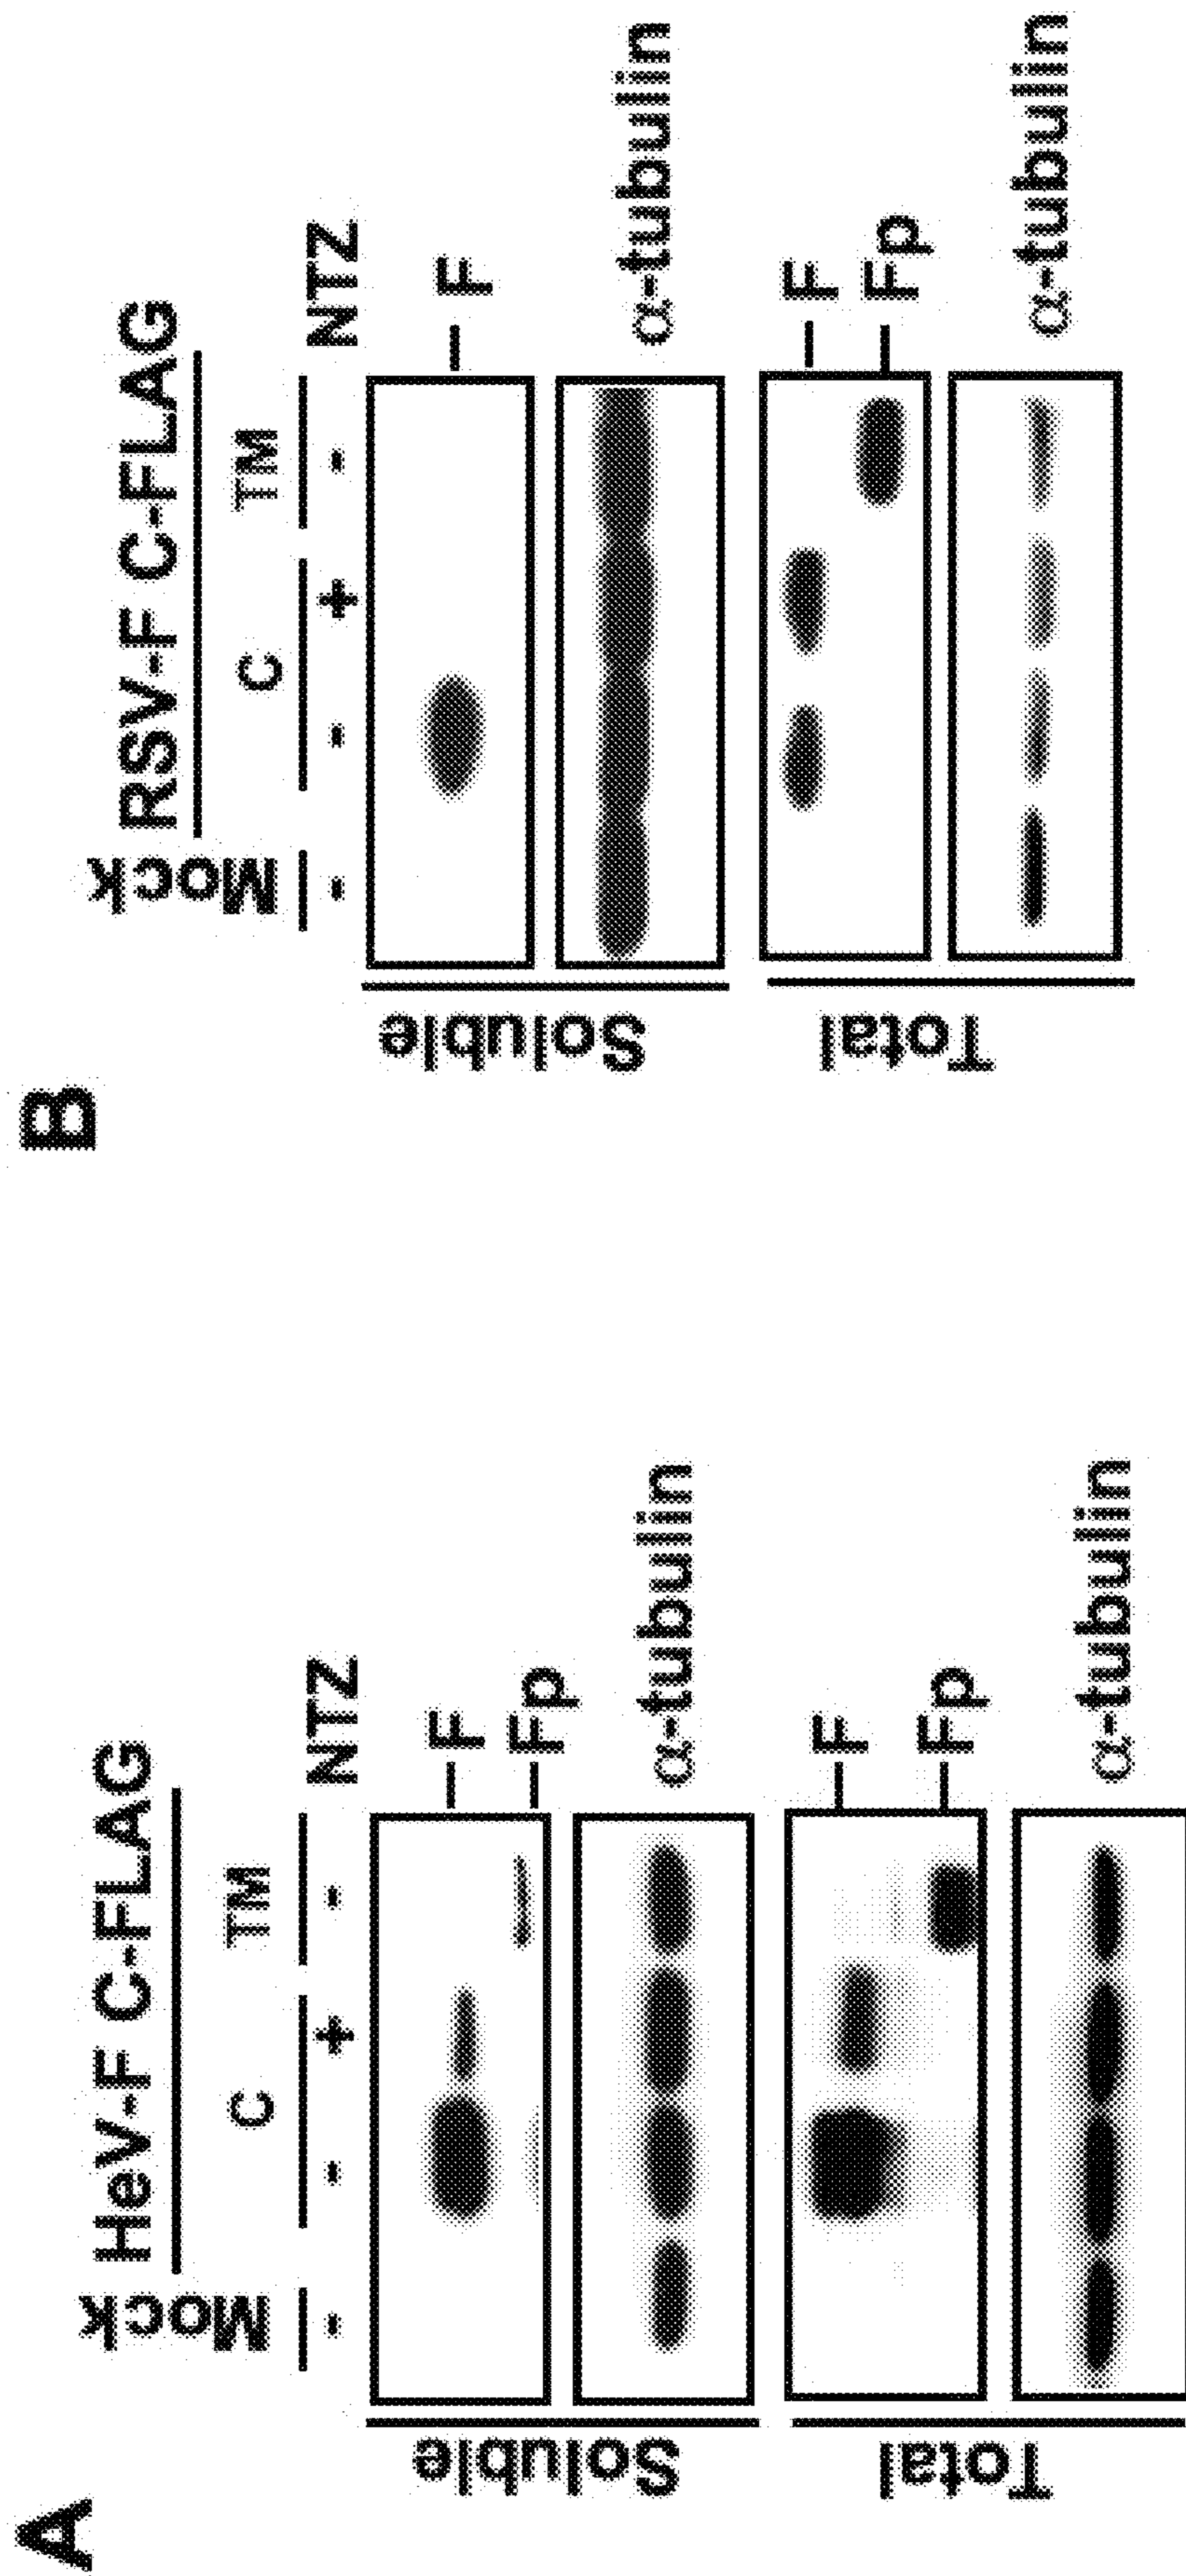 A
HeV-F C-FLAG
Mock
C
TM
- - + - NTZ
Soluble
F
Fp
α-tubulin
Total
F
Fp
α-tubulin
B
RSV-F C-FLAG
Mock
C
TM
- - + - NTZ
Soluble
F
α-tubulin
Total
F
Fp
α-tubulin